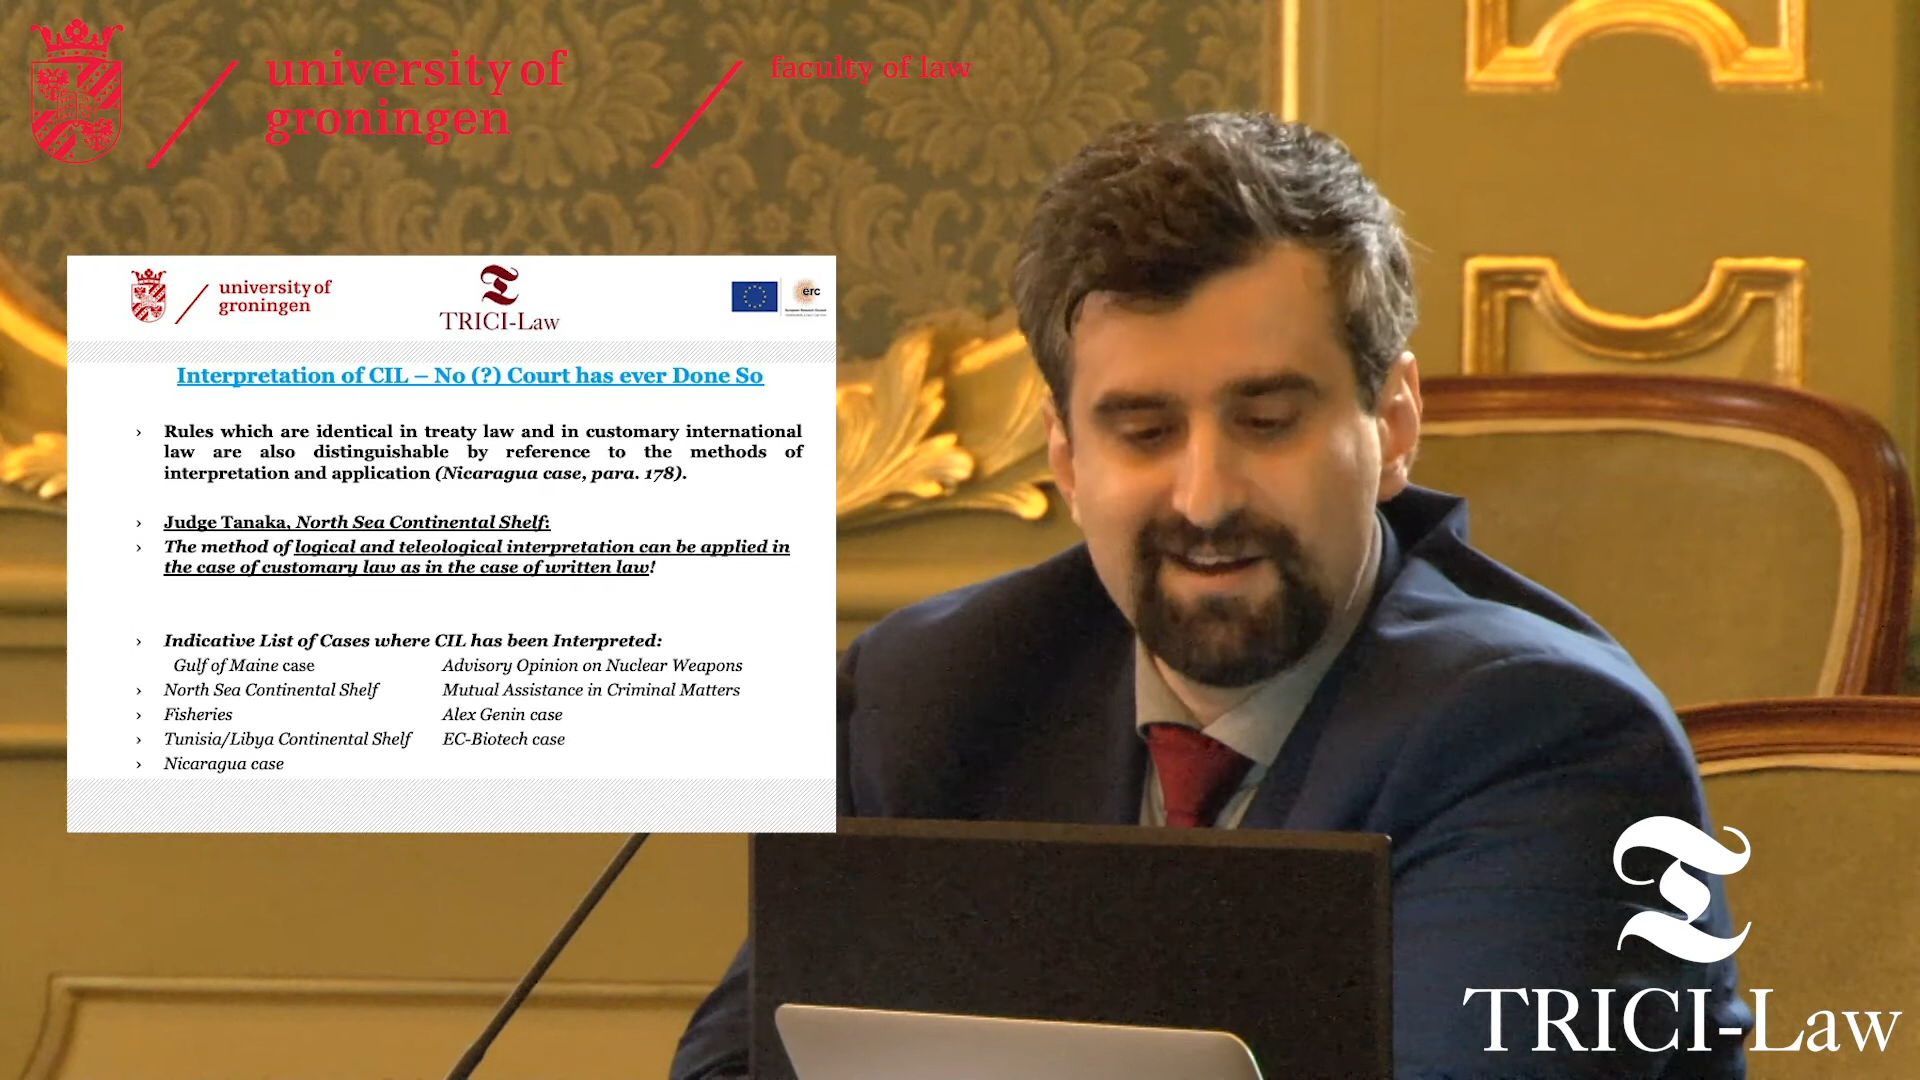 university of
groningen
faculty of law
university of
groningen
TRICI-Law
erc
Interpretation of CIL – No (?) Court has ever Done So
› Rules which are identical in treaty law and in customary international
law are also distinguishable by reference to the methods of
interpretation and application (Nicaragua case, para. 178).
› Judge Tanaka, North Sea Continental Shelf:
› The method of logical and teleological interpretation can be applied in
the case of customary law as in the case of written law!
› Indicative List of Cases where CIL has been Interpreted:
Gulf of Maine case Advisory Opinion on Nuclear Weapons
› North Sea Continental Shelf Mutual Assistance in Criminal Matters
› Fisheries Alex Genin case
› Tunisia/Libya Continental Shelf EC-Biotech case
› Nicaragua case
TRICI-Law